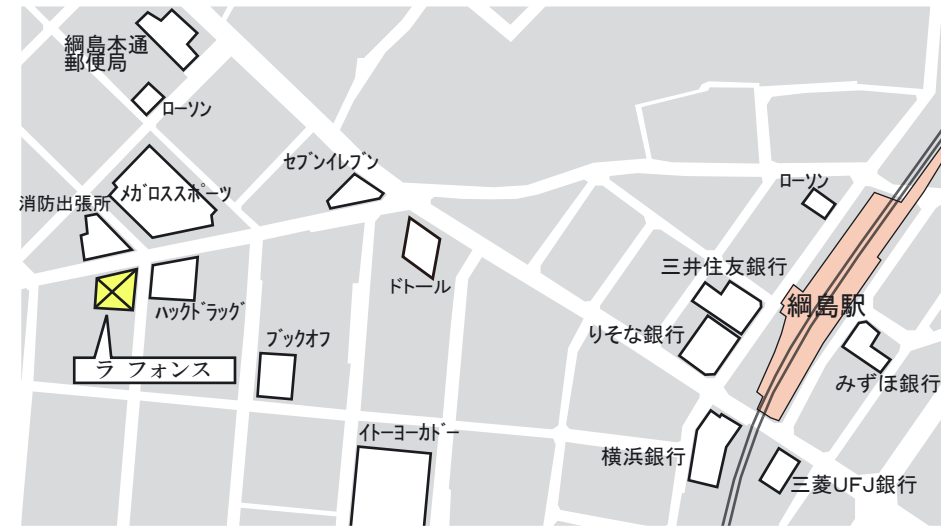 綱島本通
郵便局
ローソン
セブンイレブン
ローソン
消防出張所
メガロススポーツ
三井住友銀行
ドトール
綱島駅
ハックドラッグ
りそな銀行
ブックオフ
ラ フォンス
みずほ銀行
イトーヨーカドー
横浜銀行
三菱UFJ銀行